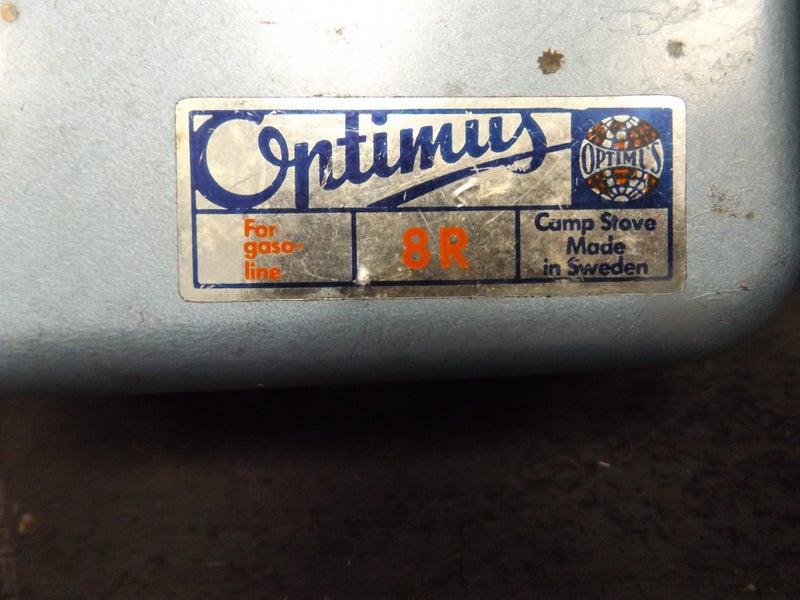 Optimus
OPTIMUS
For
gaso-
line
8R
Camp Stove
Made
in Sweden